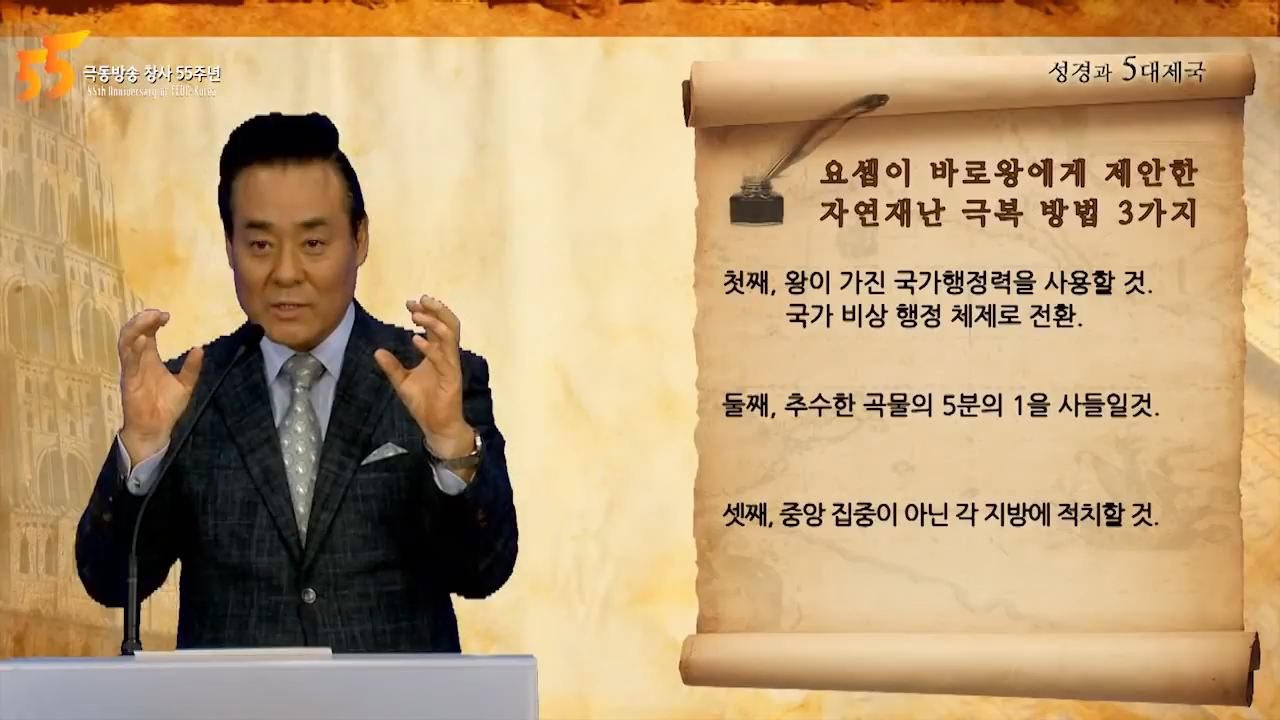 55
극동방송 창사 55주년
55th Anniversary of FEBC-Korea
성경과 5대제국
요셉이 바로왕에게 제안한
자연재난 극복 방법 3가지
첫째, 왕이 가진 국가행정력을 사용할 것.
국가 비상 행정 체제로 전환.
둘째, 추수한 곡물의 5분의 1을 사들일것.
셋째, 중앙 집중이 아닌 각 지방에 적치할 것.